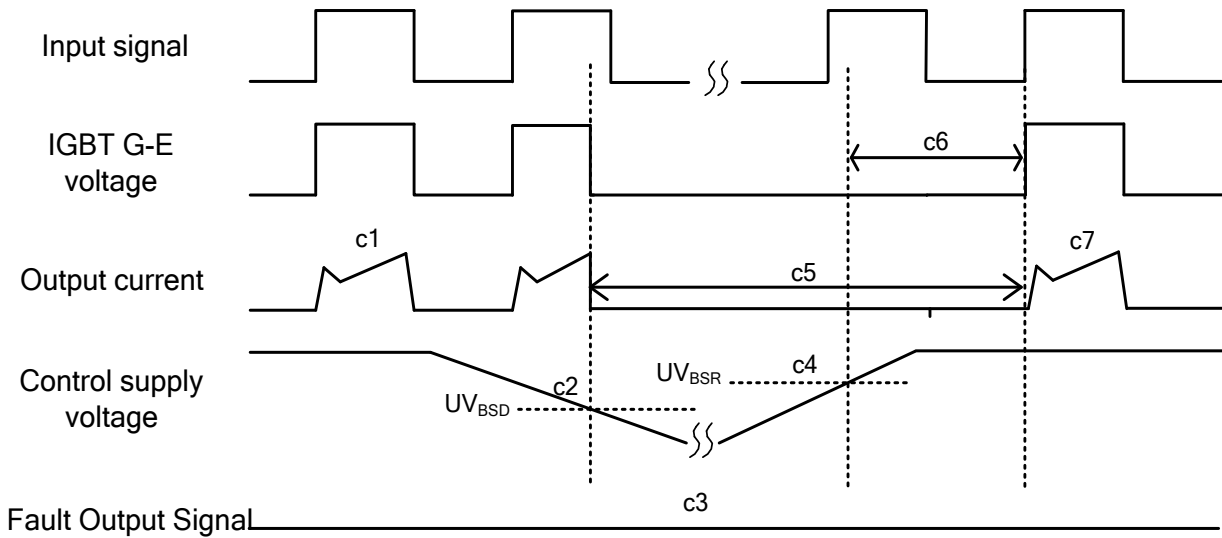 Input signal
IGBT G-E
voltage
c6
c1
c7
Output current
c5
Control supply
voltage
c2
c4
UVBSR
UVBSD
c3
Fault Output Signal